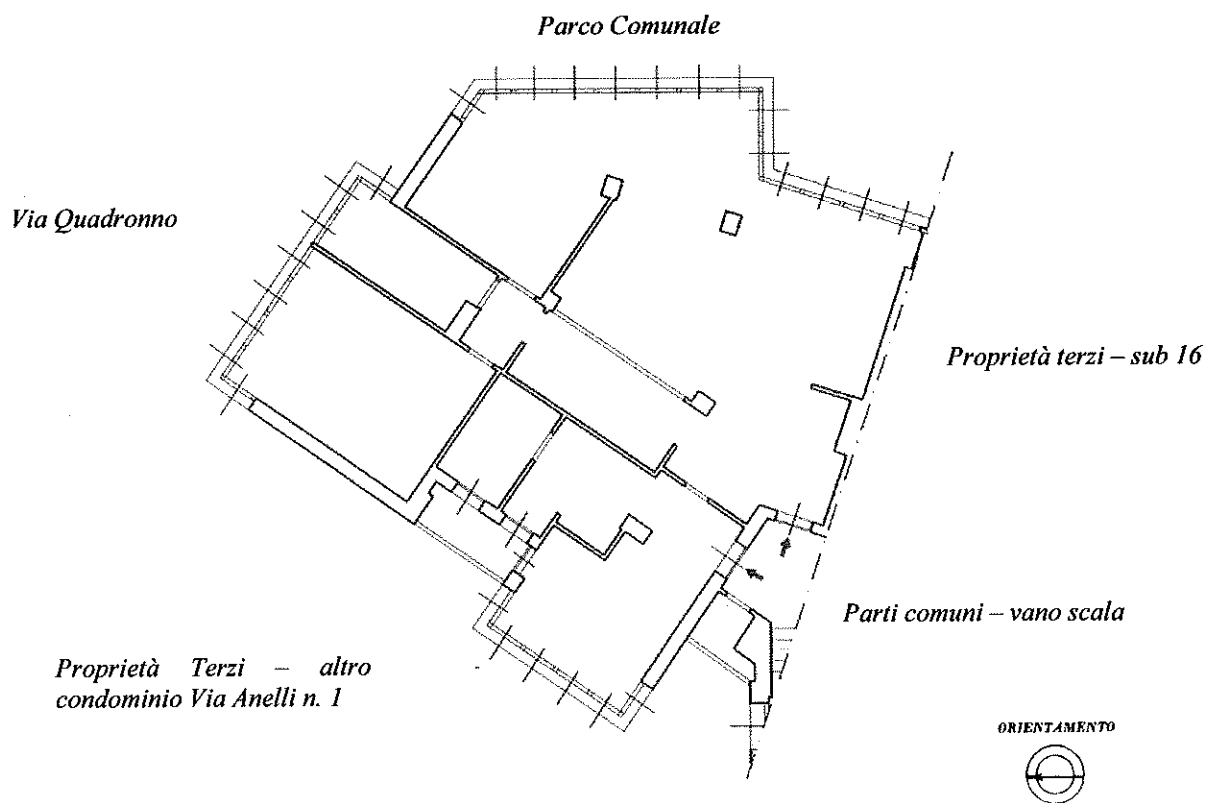 Parco Comunale
Via Quadronno
Proprietà terzi – sub 16
Parti comuni – vano scala
Proprietà Terzi – altro
condominio Via Anelli n. 1
ORIENTAMENTO